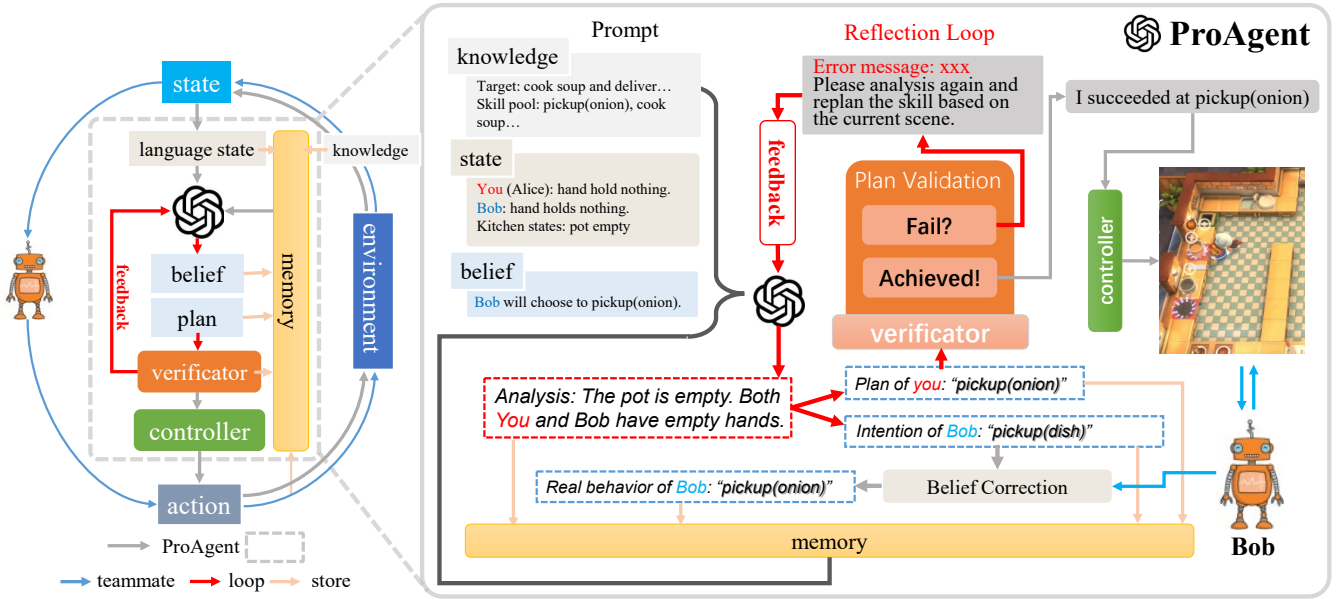 state
language state
knowledge
feedback
belief
plan
memory
environment
verificator
controller
action
ProAgent
teammate
loop
store
Prompt
Reflection Loop
ProAgent
knowledge
Target: cook soup and deliver…
Skill pool: pickup(onion), cook
soup…
state
You (Alice): hand hold nothing.
Bob: hand holds nothing.
Kitchen states: pot empty
belief
Bob will choose to pickup(onion).
Error message: xxx
Please analysis again and
replan the skill based on
the current scene.
feedback
Plan Validation
Fail?
Achieved!
verificator
I succeeded at pickup(onion)
controller
Analysis: The pot is empty. Both
You and Bob have empty hands.
Plan of you: “pickup(onion)”
Intention of Bob: “pickup(dish)”
Real behavior of Bob: “pickup(onion)”
Belief Correction
Bob
memory